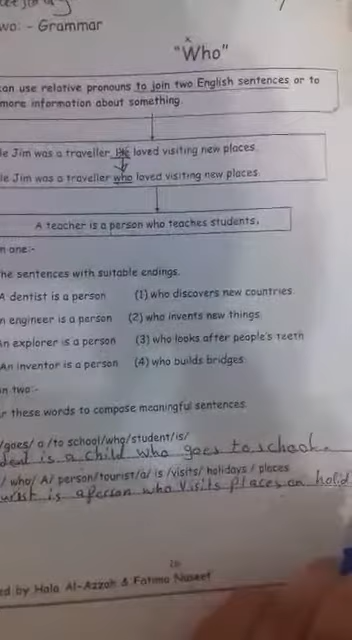 wo: - Grammar
"Who"
can use relative pronouns to join two English sentences or to
more information about something
le Jim was a traveller. He loved visiting new places.
le Jim was a traveller who loved visiting new places.
A teacher is a person who teaches students.
n one:-
he sentences with suitable endings.
A dentist is a person (1) who discovers new countries
n engineer is a person (2) who invents new things
An explorer is a person (3) who looks after people's teeth
An inventor is a person (4) who builds bridges
n two:-
r these words to compose meaningful sentences
/goes/ a /to school/who/student/is/
dent is a child who goes to school.
/ who/ A/ person/tourist/a/ is /visits/ holidays / places
urist is a person who visits places on holid
ed by Hala Al-Azzah & Fatima Nuseef